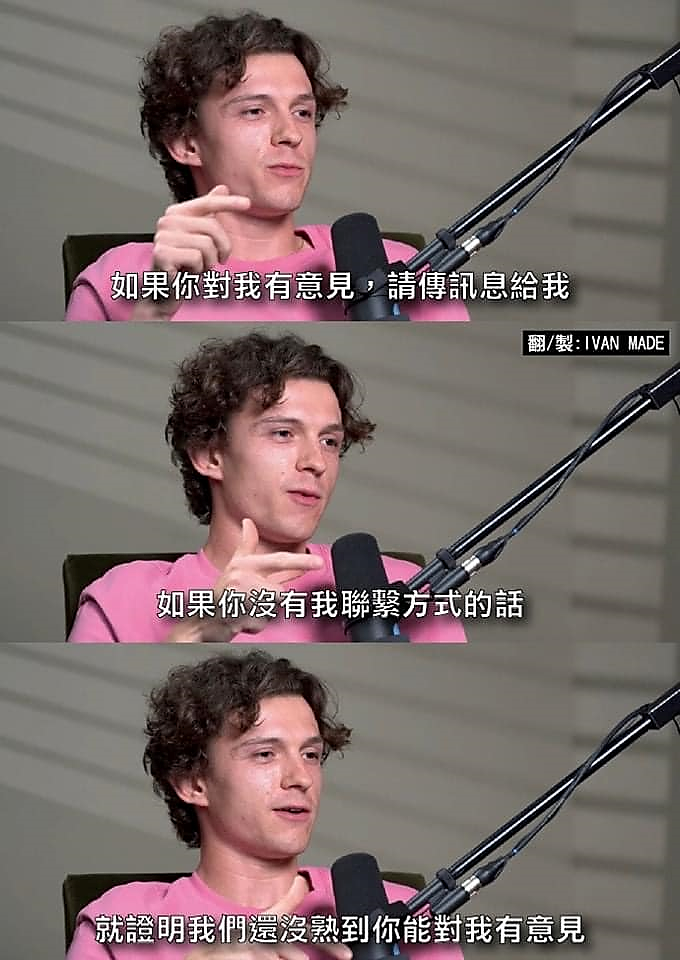 如果你對我有意見，請傳訊息給我
翻/製:IVAN MADE
如果你沒有我聯繫方式的話
就證明我們還沒熟到你能對我有意見